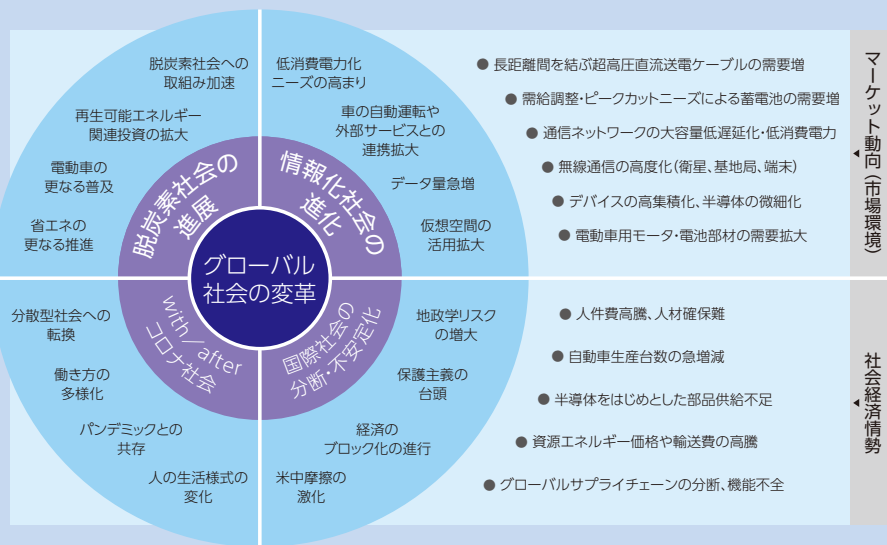 脱炭素社会への
取組み加速
再生可能エネルギー
関連投資の拡大
電動車の
更なる普及
省エネの
更なる推進
脱炭素社会の
進展
低消費電力化
ニーズの高まり
車の自動運転や
外部サービスとの
連携拡大
データ量急増
仮想空間の
活用拡大
情報化社会の
進化
グローバル
社会の変革
分散型社会への
転換
働き方の
多様化
パンデミックとの
共存
人の生活様式の
変化
with／after
コロナ社会
地政学リスク
の増大
保護主義の
台頭
経済の
ブロック化の進行
米中摩擦の
激化
国際社会の
分断・不安定化
● 長距離間を結ぶ超高圧直流送電ケーブルの需要増
● 需給調整・ピークカットニーズによる蓄電池の需要増
● 通信ネットワークの大容量低遅延化・低消費電力
● 無線通信の高度化(衛星、基地局、端末)
● デバイスの高集積化、半導体の微細化
● 電動車用モータ・電池部材の需要拡大
マーケット動向(市場環境)
● 人件費高騰、人材確保難
● 自動車生産台数の急増減
● 半導体をはじめとした部品供給不足
● 資源エネルギー価格や輸送費の高騰
● グローバルサプライチェーンの分断、機能不全
社会経済情勢